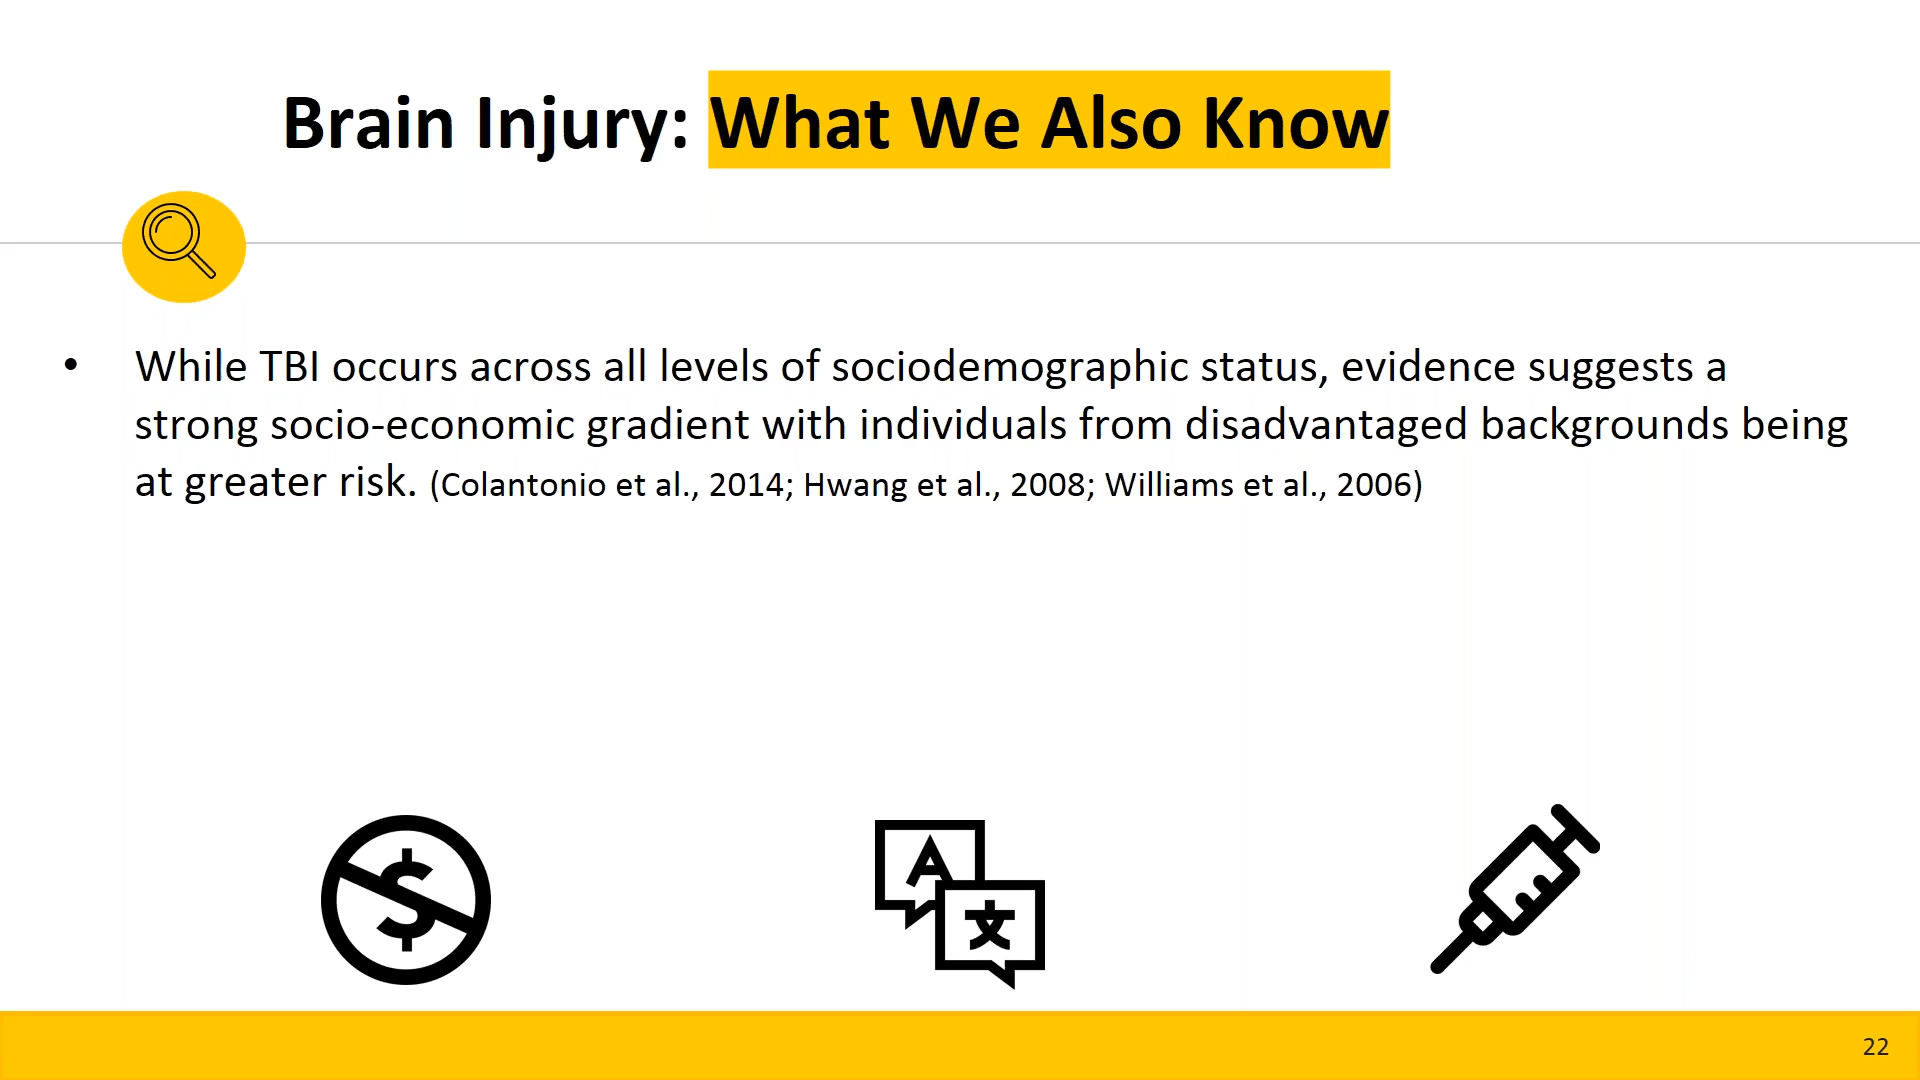 Brain Injury: What We Also Know
• While TBI occurs across all levels of sociodemographic status, evidence suggests a
strong socio-economic gradient with individuals from disadvantaged backgrounds being
at greater risk. (Colantonio et al., 2014; Hwang et al., 2008; Williams et al., 2006)
$
A
文
22